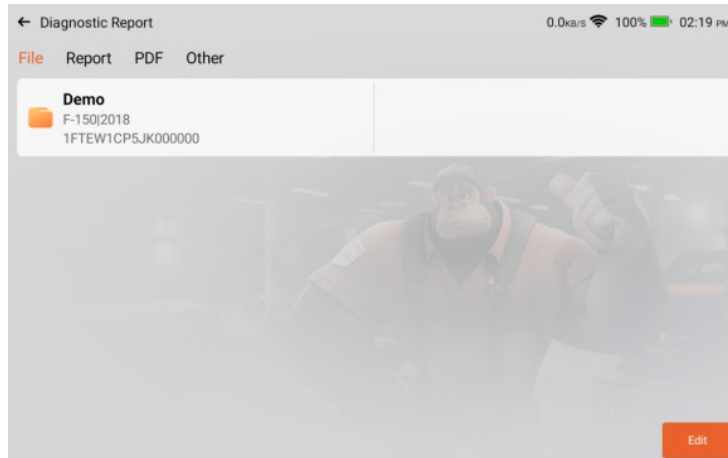 ← Diagnostic Report 0.0KB/S 100% 02:19 PM
File Report PDF Other
Demo
F-150|2018
1FTEW1CP5JK000000
Edit